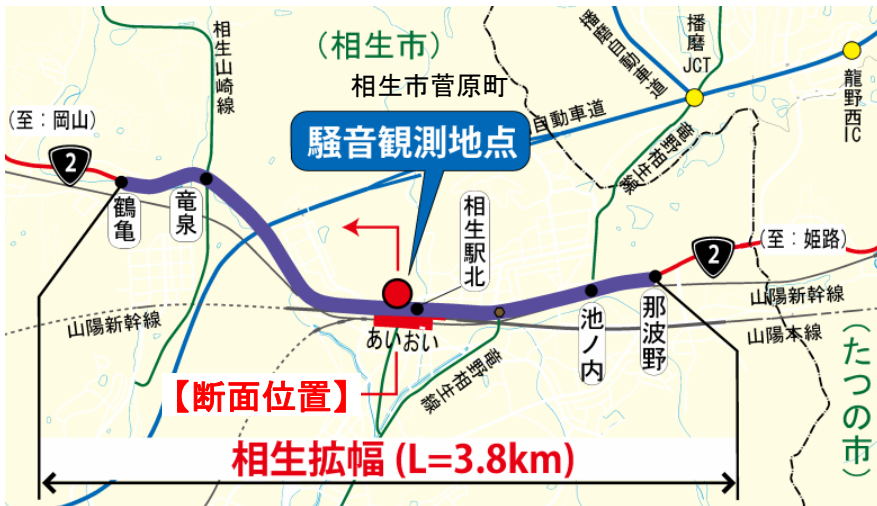 (相生市)
相生市菅原町
相生山崎線
播磨自動車道
播磨
JCT
龍野西IC
自動車道
(至：岡山)
2
騒音観測地点
竜野相生線
鶴亀
竜泉
相生駅北
2
(至：姫路)
山陽新幹線
山陽新幹線
池ノ内
那波野
山陽本線
あいおい
竜野相生線
(たつの市)
【断面位置】
相生拡幅 (L=3.8km)